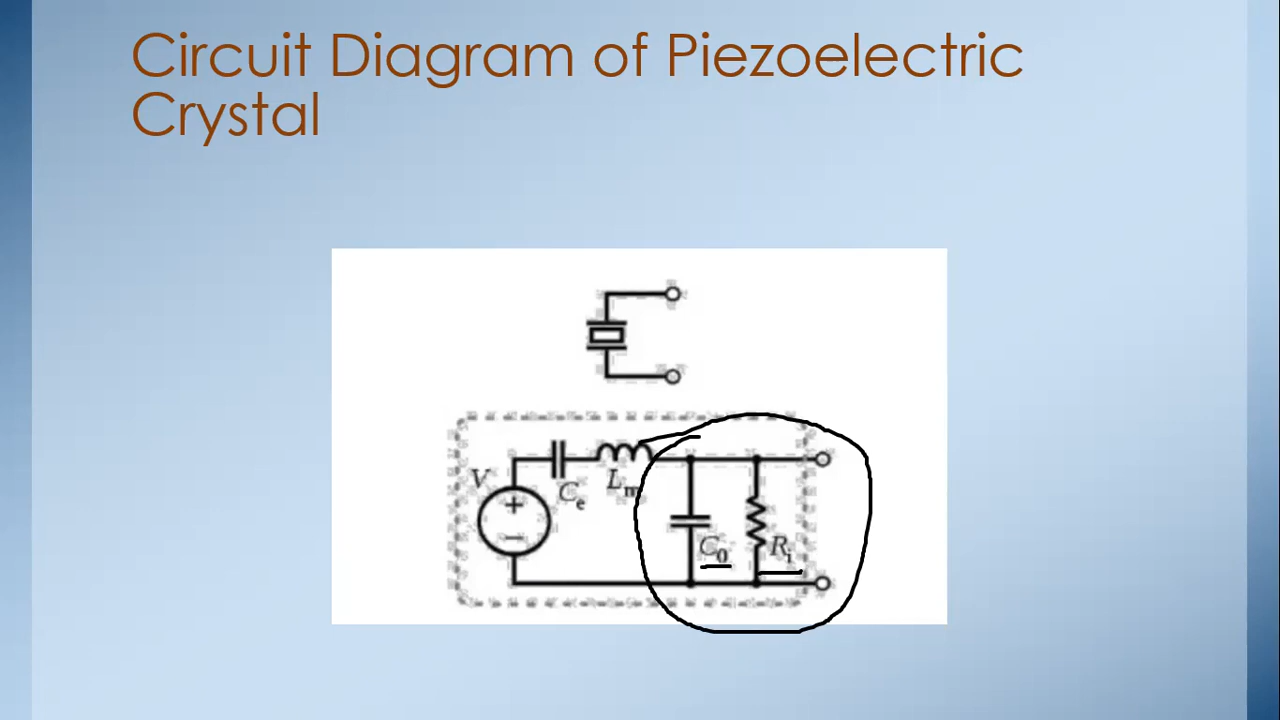 Circuit Diagram of Piezoelectric
Crystal
V
+
−
Ce
Lm
C0
Ri